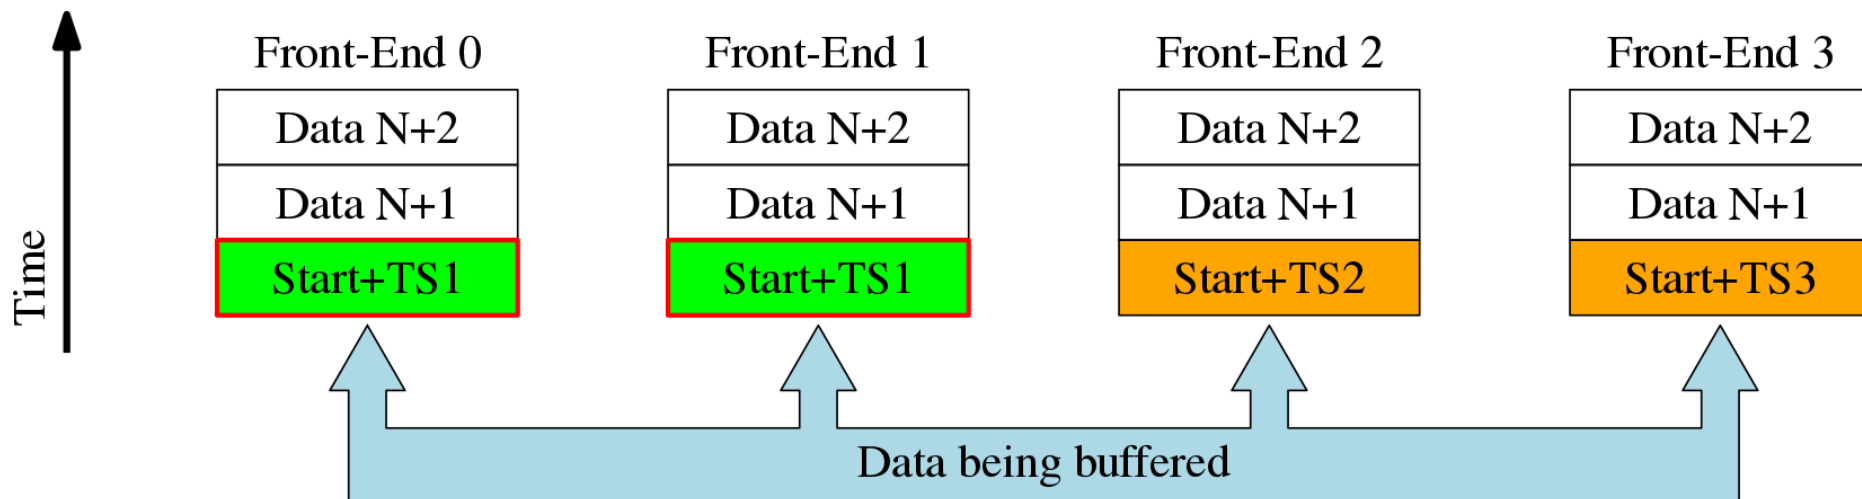 Front-End 0
Front-End 1
Front-End 2
Front-End 3
Data N+2
Data N+2
Data N+2
Data N+2
Data N+1
Data N+1
Data N+1
Data N+1
Start+TS1
Start+TS1
Start+TS2
Start+TS3
Time
Data being buffered